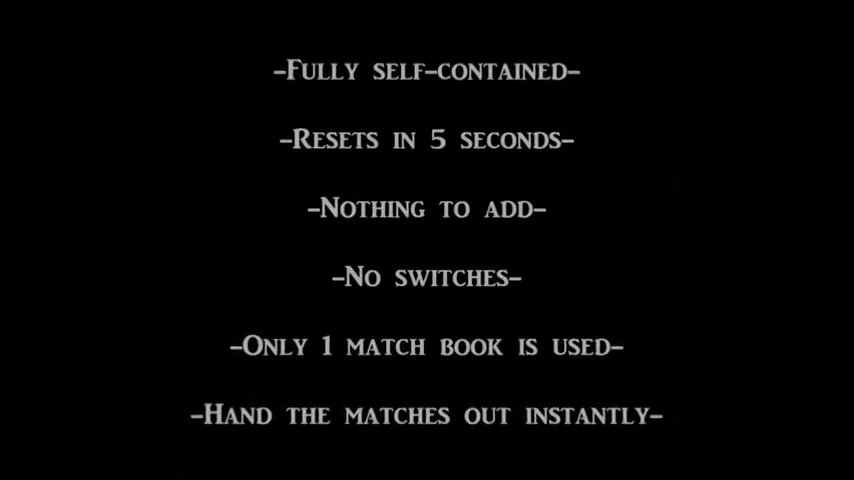 -Fully self-contained-
-Resets in 5 seconds-
-Nothing to add-
-No switches-
-Only 1 match book is used-
-Hand the matches out instantly-